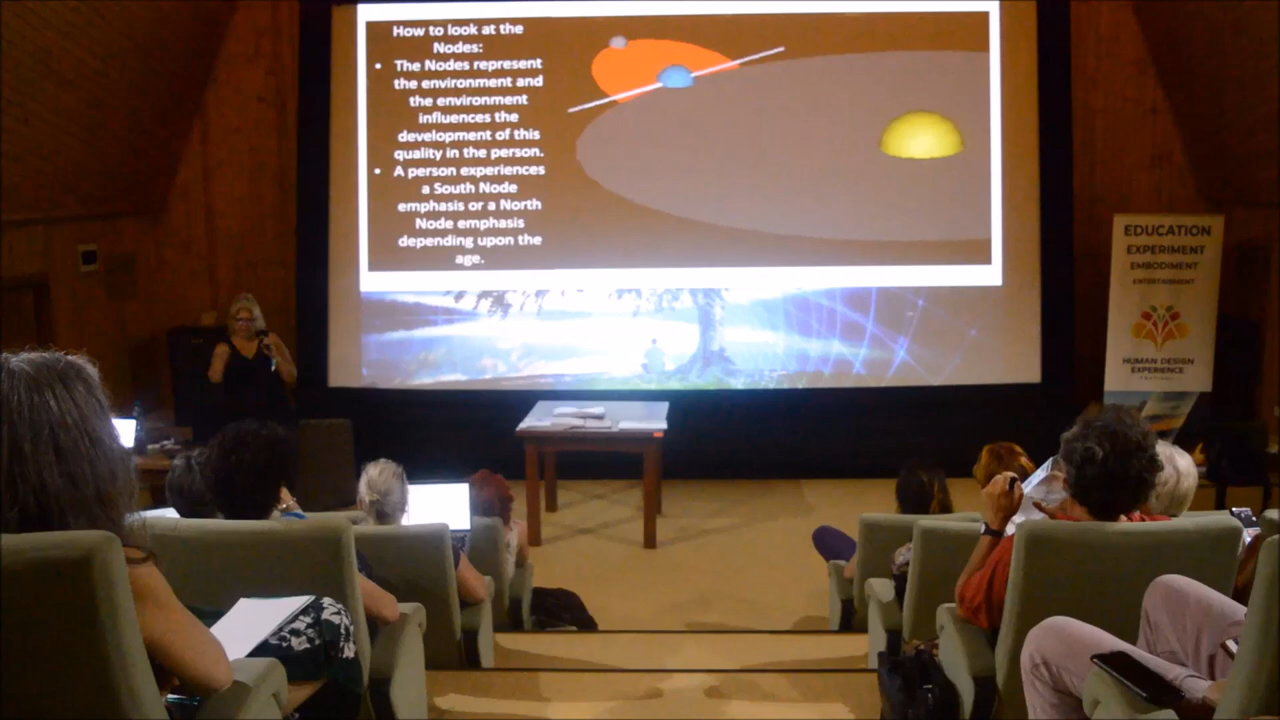 How to look at the
Nodes:
• The Nodes represent
the environment and
the environment
influences the
development of this
quality in the person.
• A person experiences
a South Node
emphasis or a North
Node emphasis
depending upon the
age.
EDUCATION
EXPERIMENT
EMBODIMENT
ENTERTAINMENT
HUMAN DESIGN
EXPERIENCE
FESTIVAL